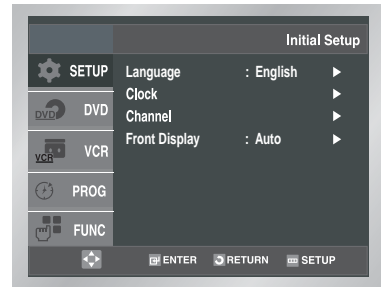 Initial Setup
SETUP
DVD
DVD
VCR
VCR
PROG
FUNC
Language : English ►
Clock ►
Channel ►
Front Display : Auto ►
ENTER RETURN SETUP